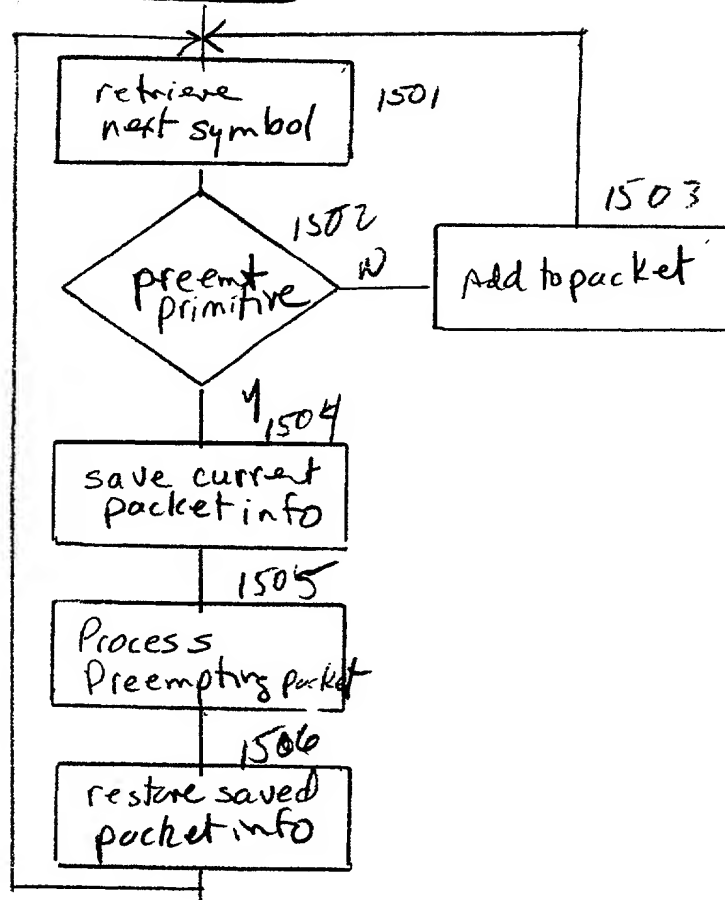 retrieve
next symbol
1501
1502
preemt
primitive
N
1503
Add to packet
Y
1504
save current
packet info
1505
Process
Preempting packet
1506
restore saved
packet info